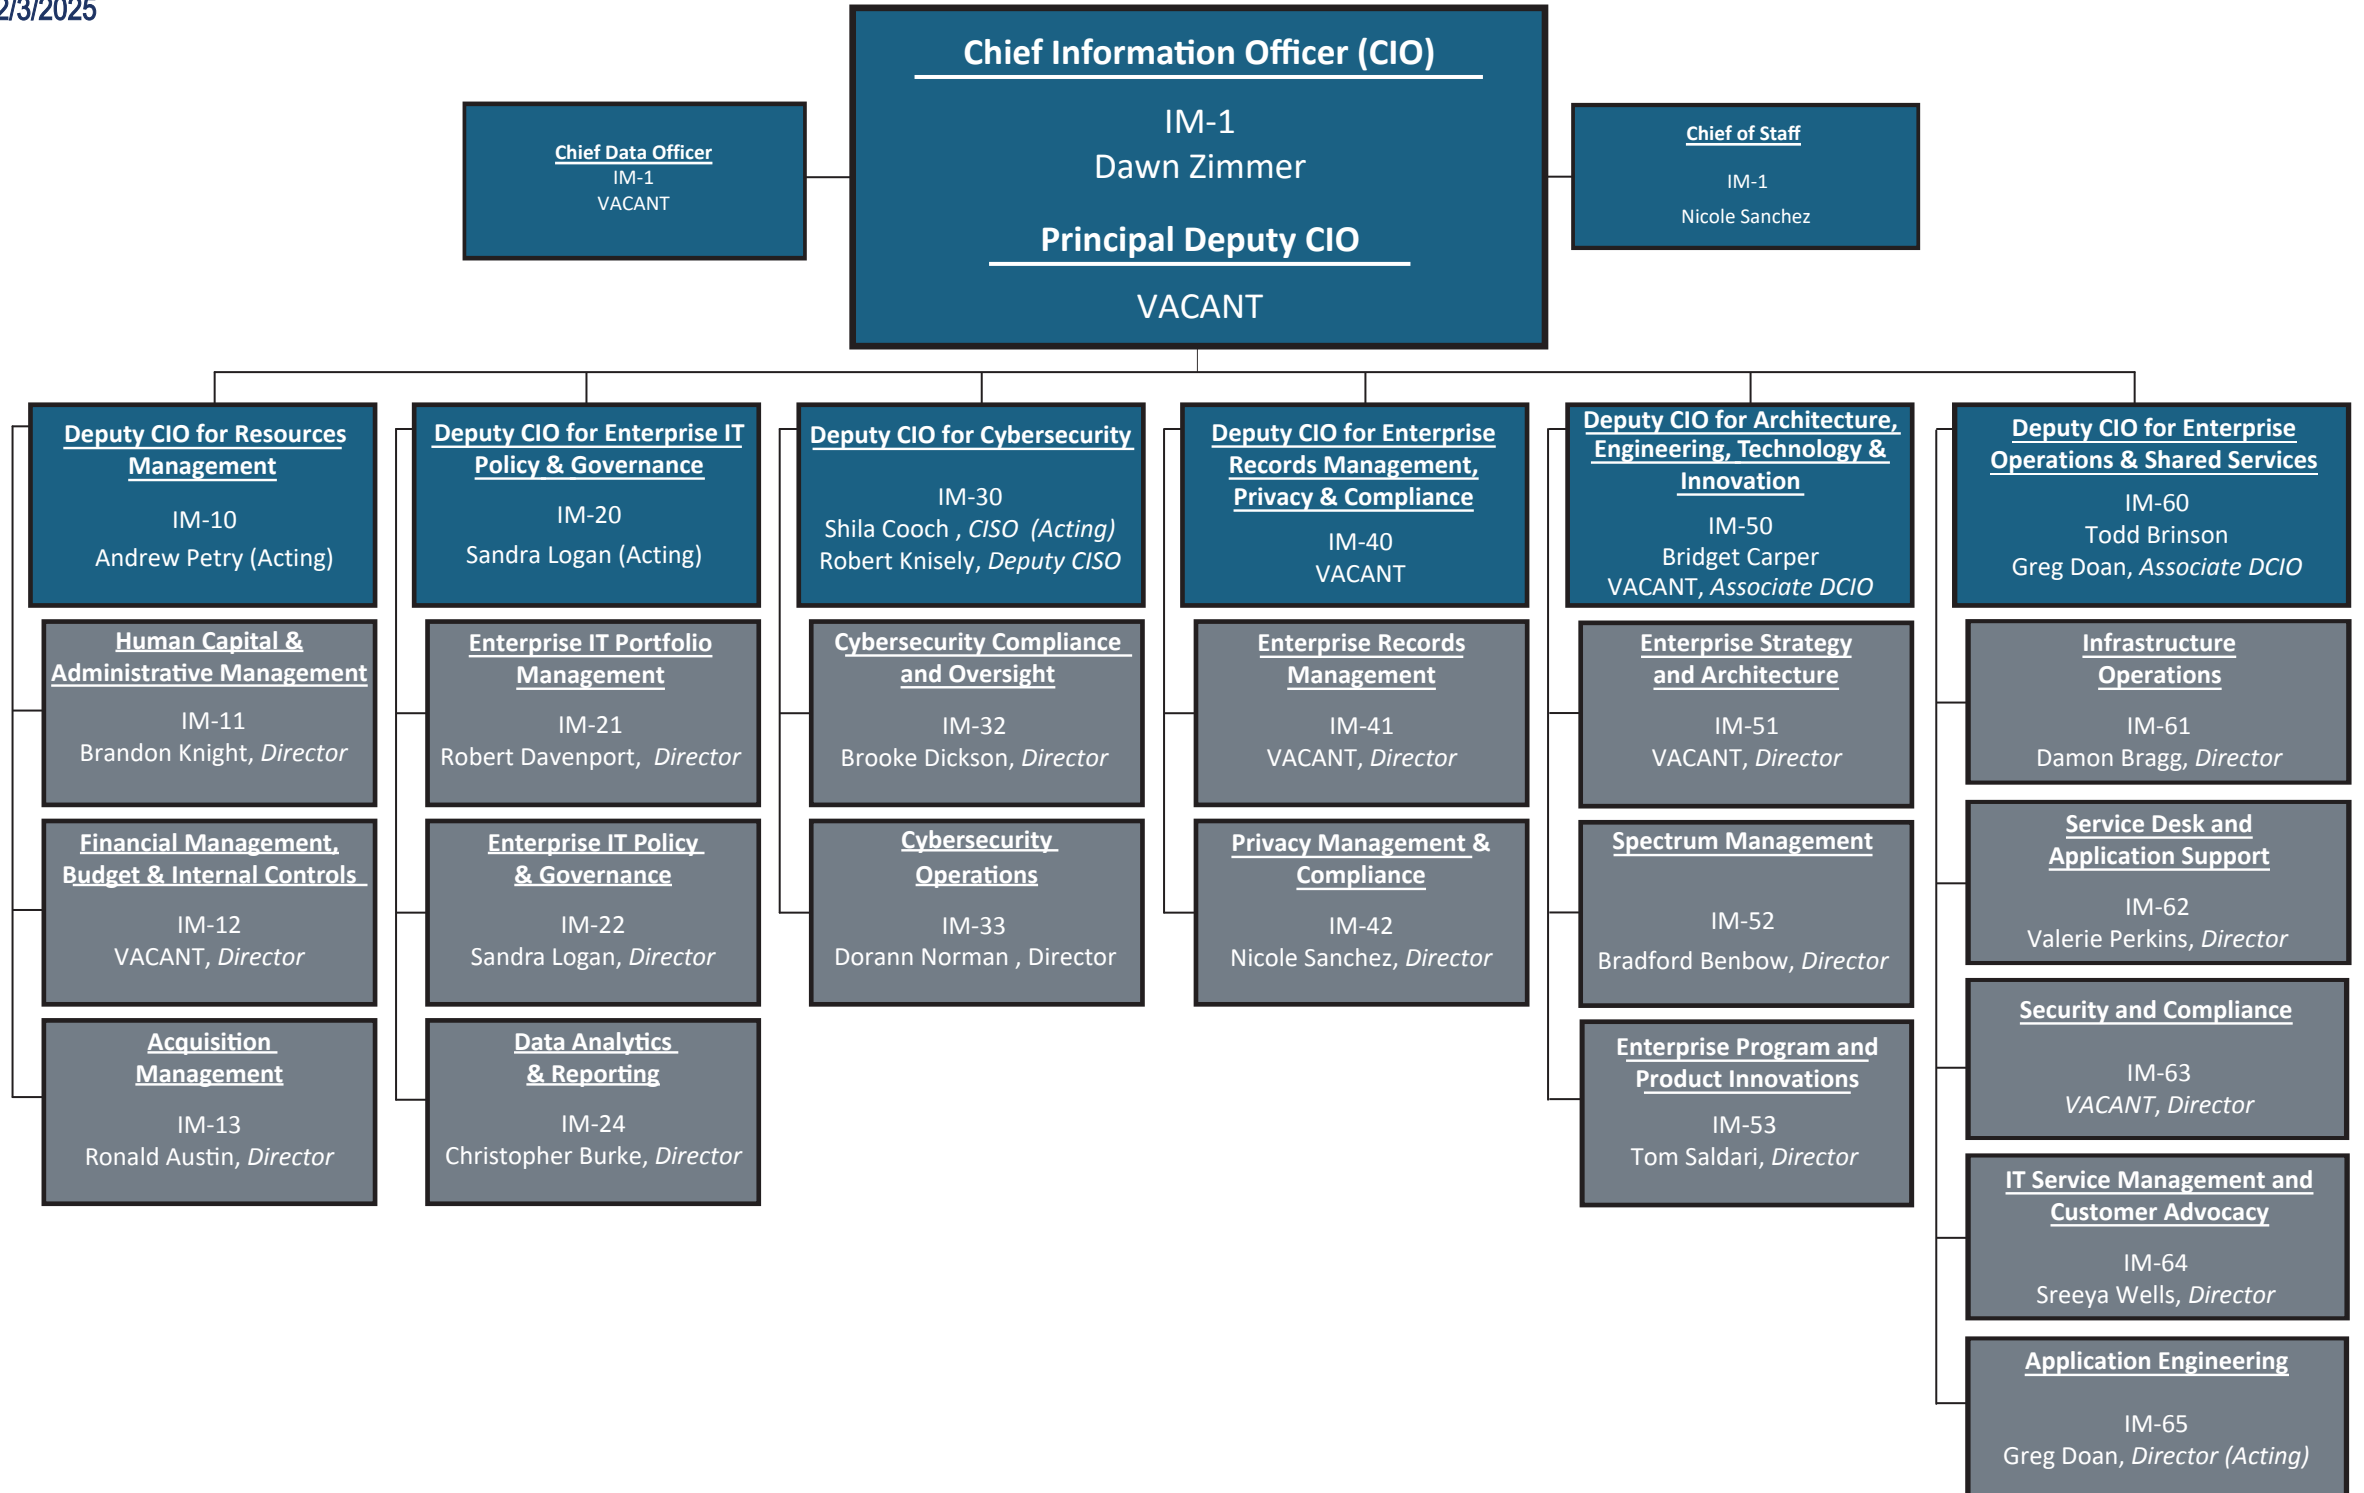 2/3/2025
Chief Information Officer (CIO)
IM-1
Dawn Zimmer
Principal Deputy CIO
VACANT
Chief Data Officer
IM-1
VACANT
Chief of Staff
IM-1
Nicole Sanchez
Deputy CIO for Resources
Management
IM-10
Andrew Petry (Acting)
Human Capital &
Administrative Management
IM-11
Brandon Knight, Director
Financial Management,
Budget & Internal Controls
IM-12
VACANT, Director
Acquisition
Management
IM-13
Ronald Austin, Director
Deputy CIO for Enterprise IT
Policy & Governance
IM-20
Sandra Logan (Acting)
Enterprise IT Portfolio
Management
IM-21
Robert Davenport, Director
Enterprise IT Policy
& Governance
IM-22
Sandra Logan, Director
Data Analytics
& Reporting
IM-24
Christopher Burke, Director
Deputy CIO for Cybersecurity
IM-30
Shila Cooch , CISO (Acting)
Robert Knisely, Deputy CISO
Cybersecurity Compliance
and Oversight
IM-32
Brooke Dickson, Director
Cybersecurity
Operations
IM-33
Dorann Norman , Director
Deputy CIO for Enterprise
Records Management,
Privacy & Compliance
IM-40
VACANT
Enterprise Records
Management
IM-41
VACANT, Director
Privacy Management &
Compliance
IM-42
Nicole Sanchez, Director
Deputy CIO for Architecture,
Engineering, Technology &
Innovation
IM-50
Bridget Carper
VACANT, Associate DCIO
Enterprise Strategy
and Architecture
IM-51
VACANT, Director
Spectrum Management
IM-52
Bradford Benbow, Director
Enterprise Program and
Product Innovations
IM-53
Tom Saldari, Director
Deputy CIO for Enterprise
Operations & Shared Services
IM-60
Todd Brinson
Greg Doan, Associate DCIO
Infrastructure
Operations
IM-61
Damon Bragg, Director
Service Desk and
Application Support
IM-62
Valerie Perkins, Director
Security and Compliance
IM-63
VACANT, Director
IT Service Management and
Customer Advocacy
IM-64
Sreeya Wells, Director
Application Engineering
IM-65
Greg Doan, Director (Acting)